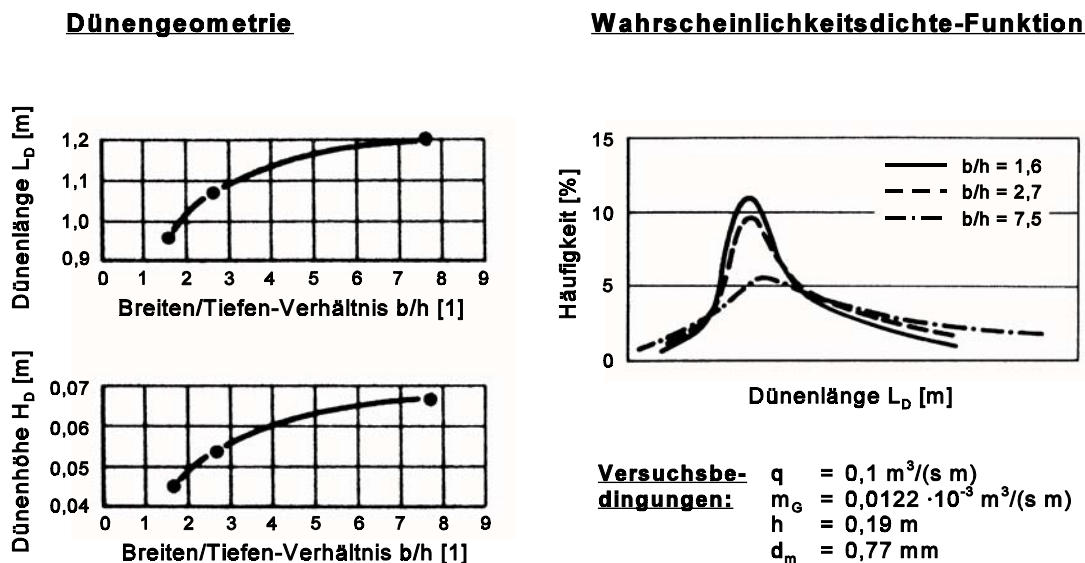 Dünengeometrie
Dünenlänge L_D [m]
1,2
1,1
1,0
0,9
0 1 2 3 4 5 6 7 8 9
Breiten/Tiefen-Verhältnis b/h [1]
Dünenhöhe H_D [m]
0,07
0,06
0,05
0,04
0 1 2 3 4 5 6 7 8 9
Breiten/Tiefen-Verhältnis b/h [1]
Wahrscheinlichkeitsdichte-Funktion
Häufigkeit [%]
15
10
5
0
b/h = 1,6
b/h = 2,7
b/h = 7,5
Dünenlänge L_D [m]
Versuchsbe- q = 0,1 m³/(s m)
dingungen: m_G = 0,0122 ·10⁻³ m³/(s m)
h = 0,19 m
d_m = 0,77 mm